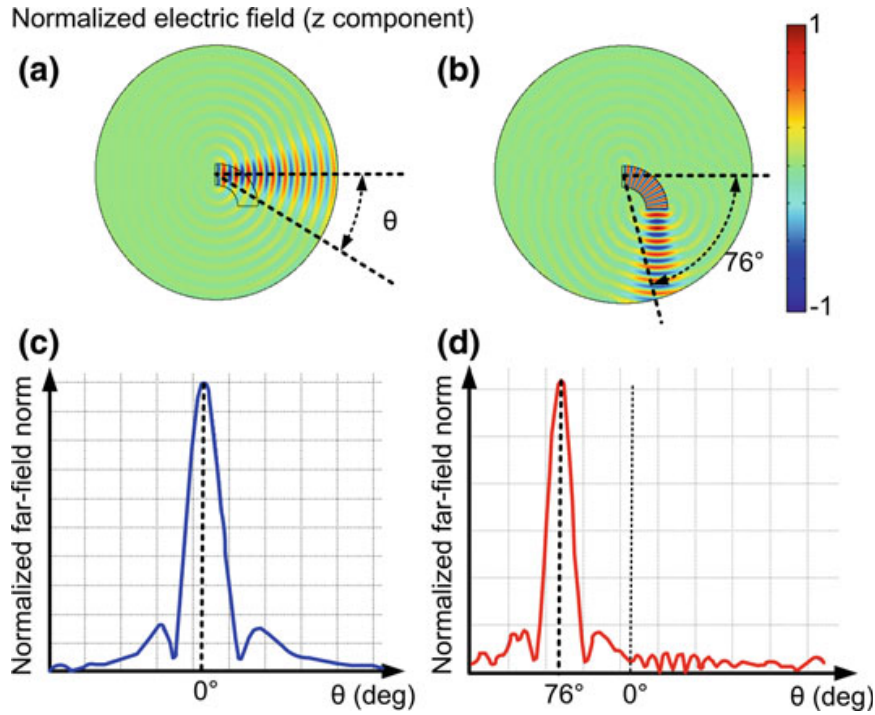 Normalized electric field (z component)
(a)
(b)
1
-1
θ
76°
(c)
(d)
Normalized far-field norm
0°
θ (deg)
Normalized far-field norm
76°
0°
θ (deg)